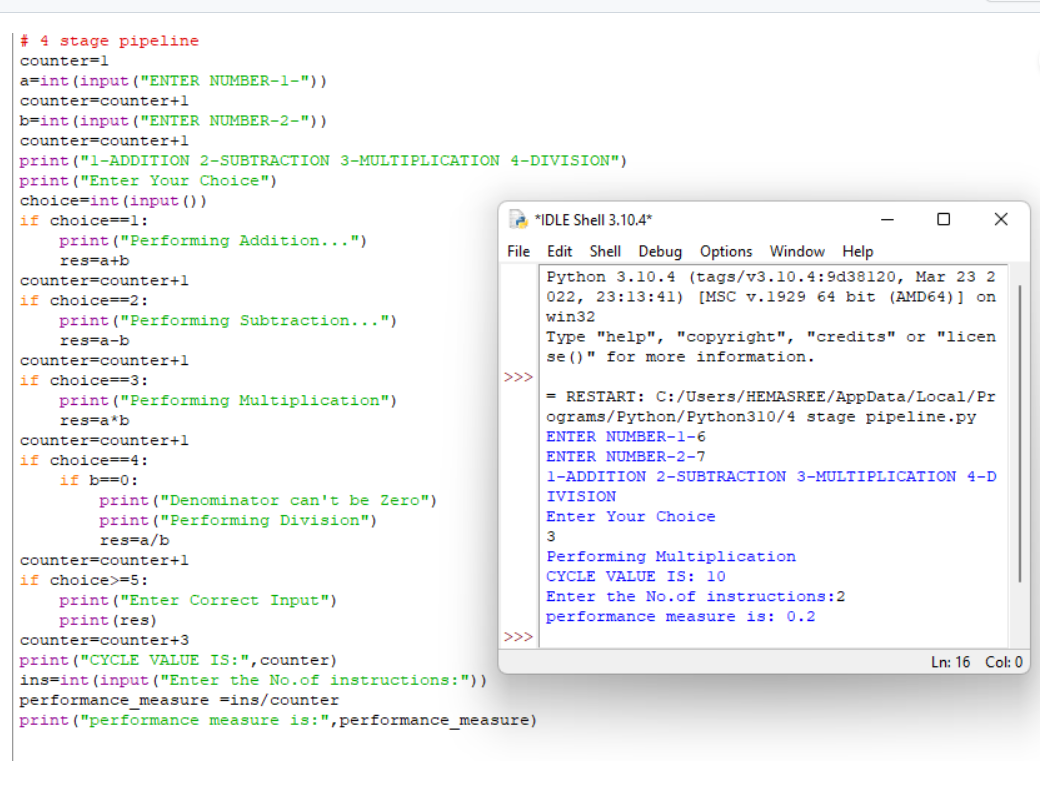 # 4 stage pipeline
counter=1
a=int(input("ENTER NUMBER-1-"))
counter=counter+1
b=int(input("ENTER NUMBER-2-"))
counter=counter+1
print("1-ADDITION 2-SUBTRACTION 3-MULTIPLICATION 4-DIVISION")
print("Enter Your Choice")
choice=int(input())
if choice==1:
    print("Performing Addition...")
    res=a+b
counter=counter+1
if choice==2:
    print("Performing Subtraction...")
    res=a-b
counter=counter+1
if choice==3:
    print("Performing Multiplication")
    res=a*b
counter=counter+1
if choice==4:
    if b==0:
        print("Denominator can't be Zero")
        print("Performing Division")
        res=a/b
counter=counter+1
if choice>=5:
    print("Enter Correct Input")
    print(res)
counter=counter+3
print("CYCLE VALUE IS:",counter)
ins=int(input("Enter the No.of instructions:"))
performance_measure =ins/counter
print("performance measure is:",performance_measure)
*IDLE Shell 3.10.4*
File Edit Shell Debug Options Window Help
Python 3.10.4 (tags/v3.10.4:9d38120, Mar 23 2
022, 23:13:41) [MSC v.1929 64 bit (AMD64)] on
win32
Type "help", "copyright", "credits" or "licen
se()" for more information.
>>>
= RESTART: C:/Users/HEMASREE/AppData/Local/Pr
ograms/Python/Python310/4 stage pipeline.py
ENTER NUMBER-1-6
ENTER NUMBER-2-7
1-ADDITION 2-SUBTRACTION 3-MULTIPLICATION 4-D
IVISION
Enter Your Choice
3
Performing Multiplication
CYCLE VALUE IS: 10
Enter the No.of instructions:2
performance measure is: 0.2
>>>
Ln: 16 Col: 0